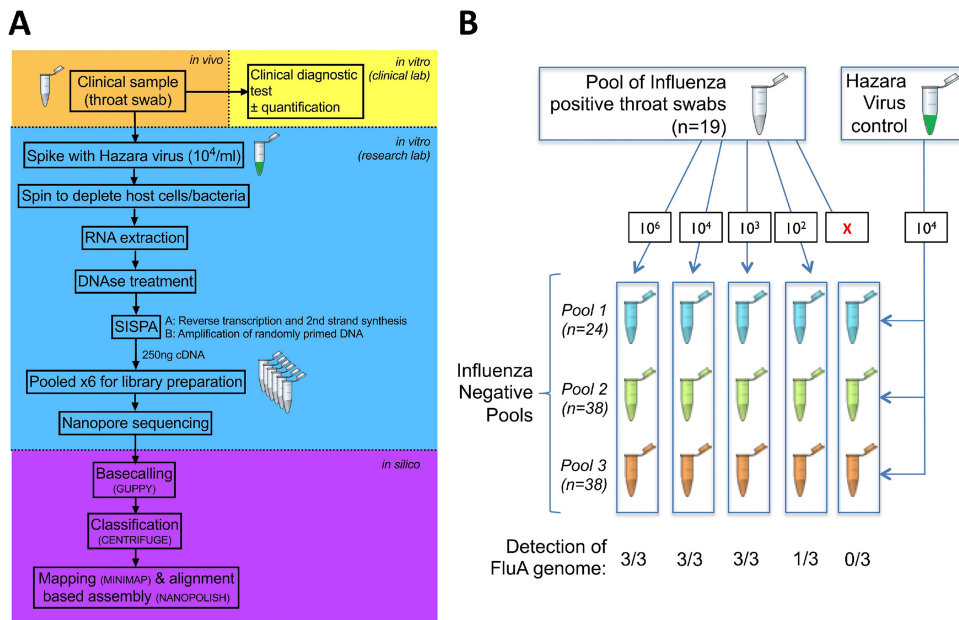 A
in vivo
in vitro
(clinical lab)
Clinical sample
(throat swab)
Clinical diagnostic
test
± quantification
in vitro
(research lab)
Spike with Hazara virus (10⁴/ml)
Spin to deplete host cells/bacteria
RNA extraction
DNAse treatment
SISPA
A: Reverse transcription and 2nd strand synthesis
B: Amplification of randomly primed DNA
250ng cDNA
Pooled x6 for library preparation
Nanopore sequencing
in silico
Basecalling
(GUPPY)
Classification
(CENTRIFUGE)
Mapping (MINIMAP) & alignment
based assembly (NANOPOLISH)
B
Pool of Influenza
positive throat swabs
(n=19)
Hazara
Virus
control
10⁶ 10⁴ 10³ 10² X 10⁴
Influenza
Negative
Pools
Pool 1
(n=24)
Pool 2
(n=38)
Pool 3
(n=38)
Detection of
FluA genome: 3/3 3/3 3/3 1/3 0/3